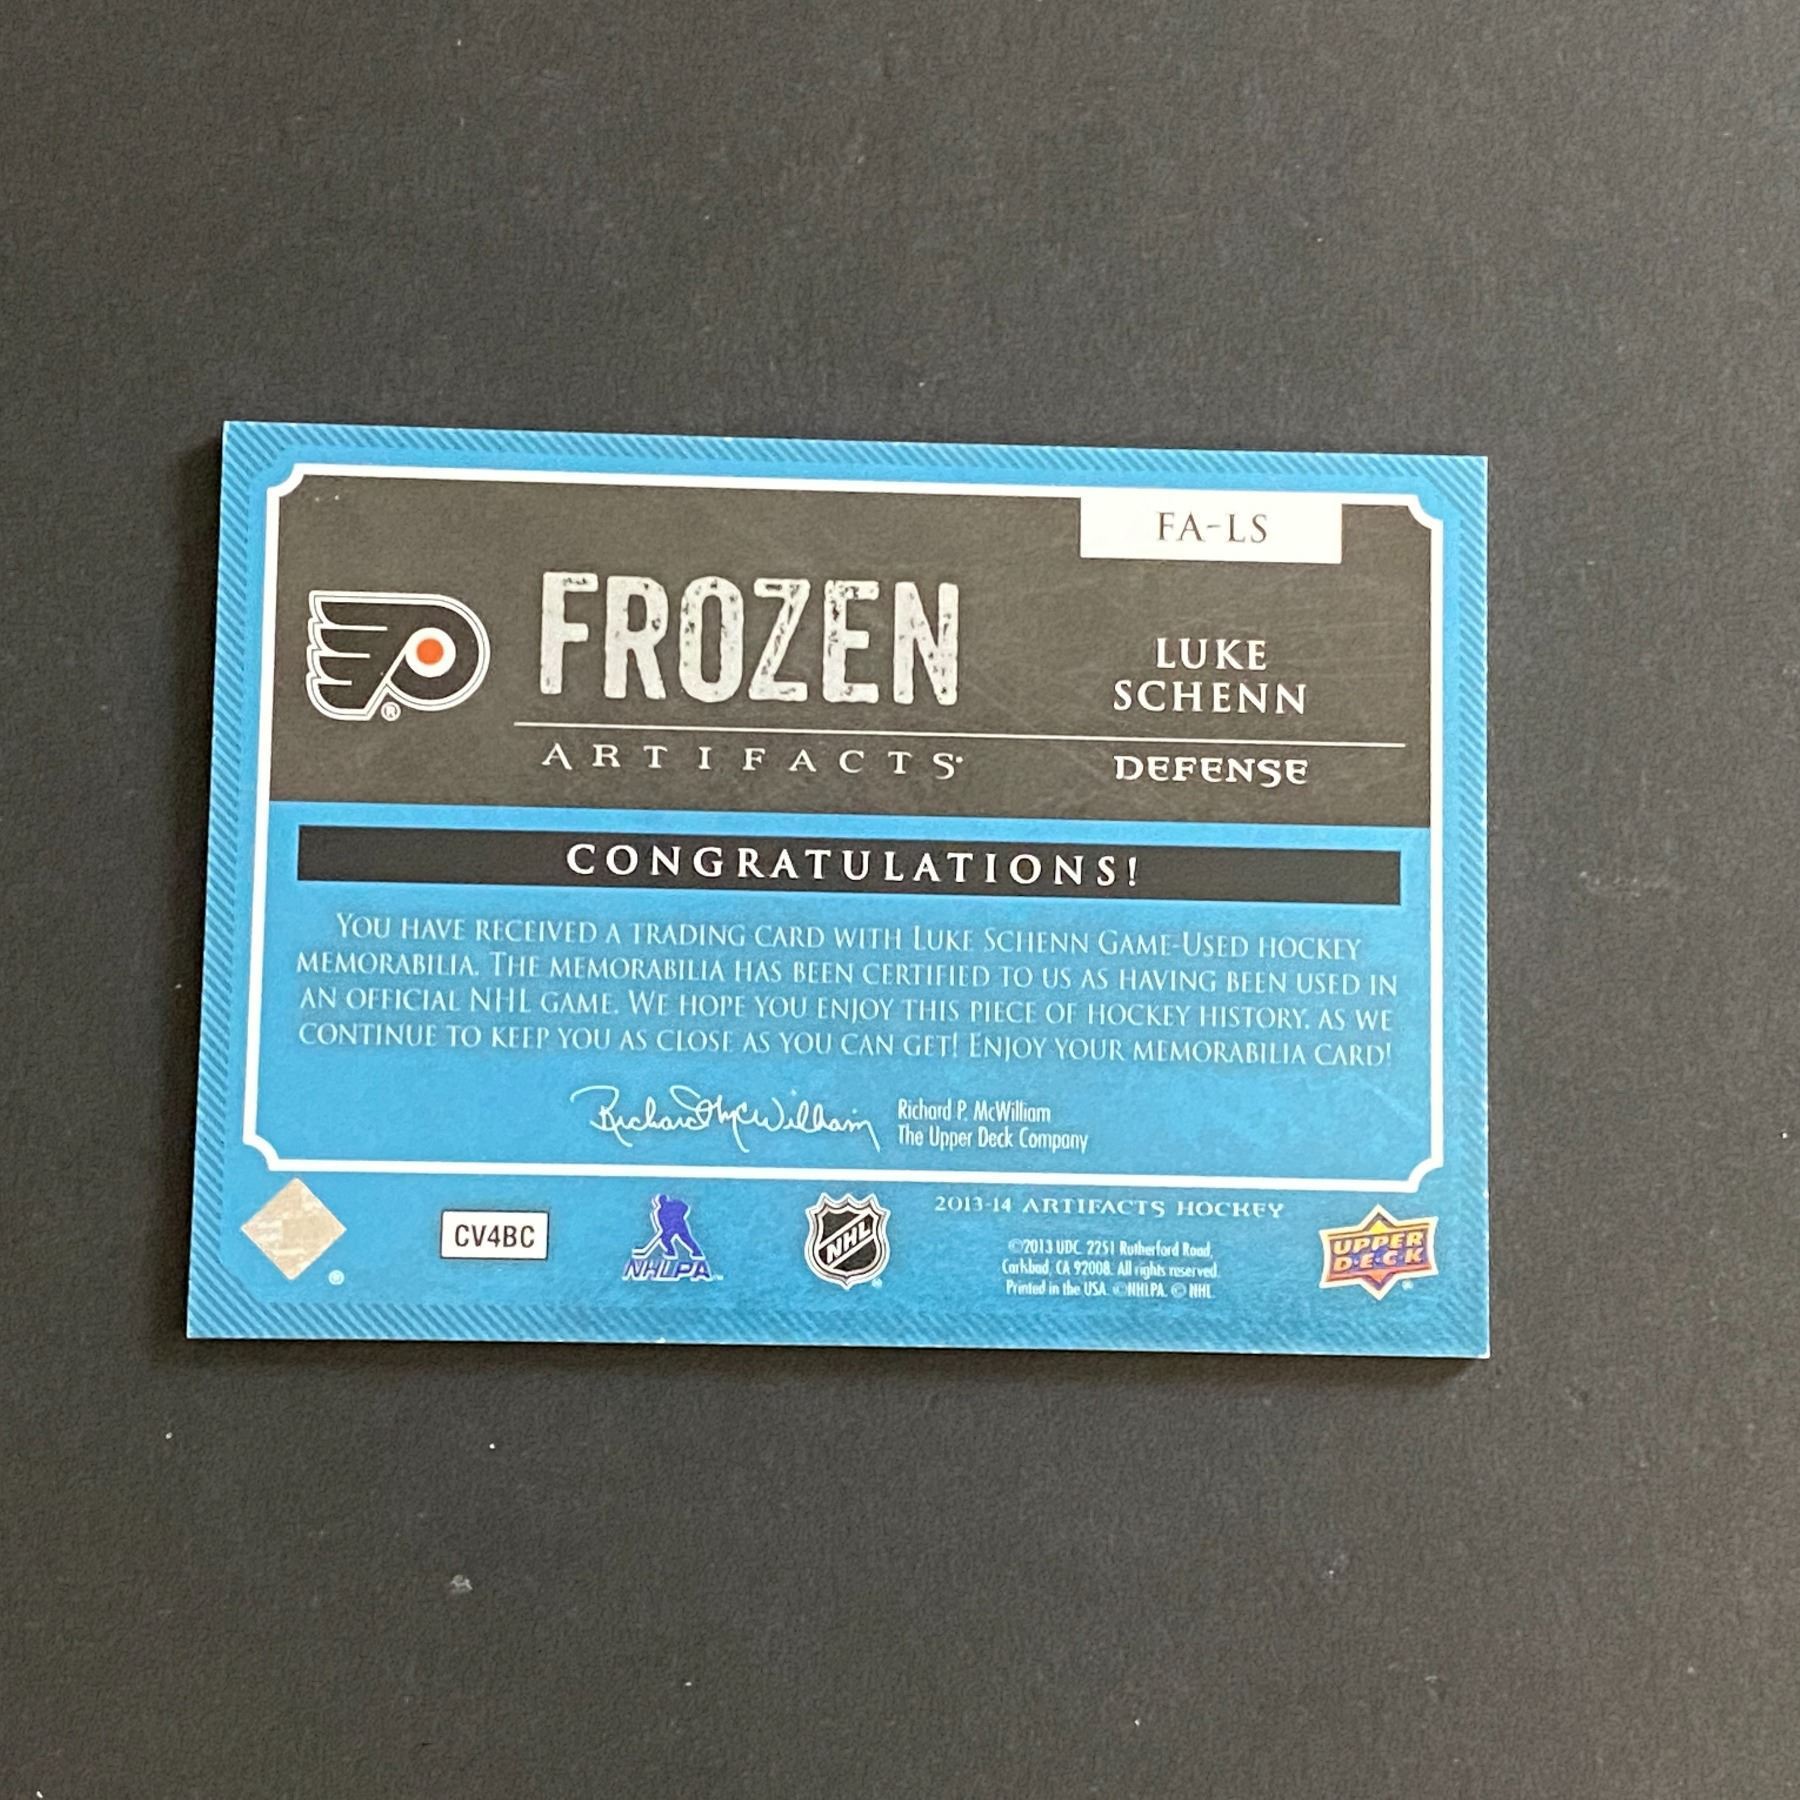 FA-LS
FROZEN
ARTIFACTS
LUKE
SCHENN
DEFENSE
CONGRATULATIONS!
YOU HAVE RECEIVED A TRADING CARD WITH LUKE SCHENN GAME-USED HOCKEY
MEMORABILIA. THE MEMORABILIA HAS BEEN CERTIFIED TO US AS HAVING BEEN USED IN
AN OFFICIAL NHL GAME. WE HOPE YOU ENJOY THIS PIECE OF HOCKEY HISTORY, AS WE
CONTINUE TO KEEP YOU AS CLOSE AS YOU CAN GET! ENJOY YOUR MEMORABILIA CARD!
Richard McWilliam
Richard P. McWilliam
The Upper Deck Company
CV4BC
NHLPA
NHL
2013-14 ARTIFACTS HOCKEY
©2013 UDC. 2251 Rutherford Road,
Carlsbad, CA 92008. All rights reserved.
Printed in the USA. ©NHLPA. © NHL.
UPPER
DECK